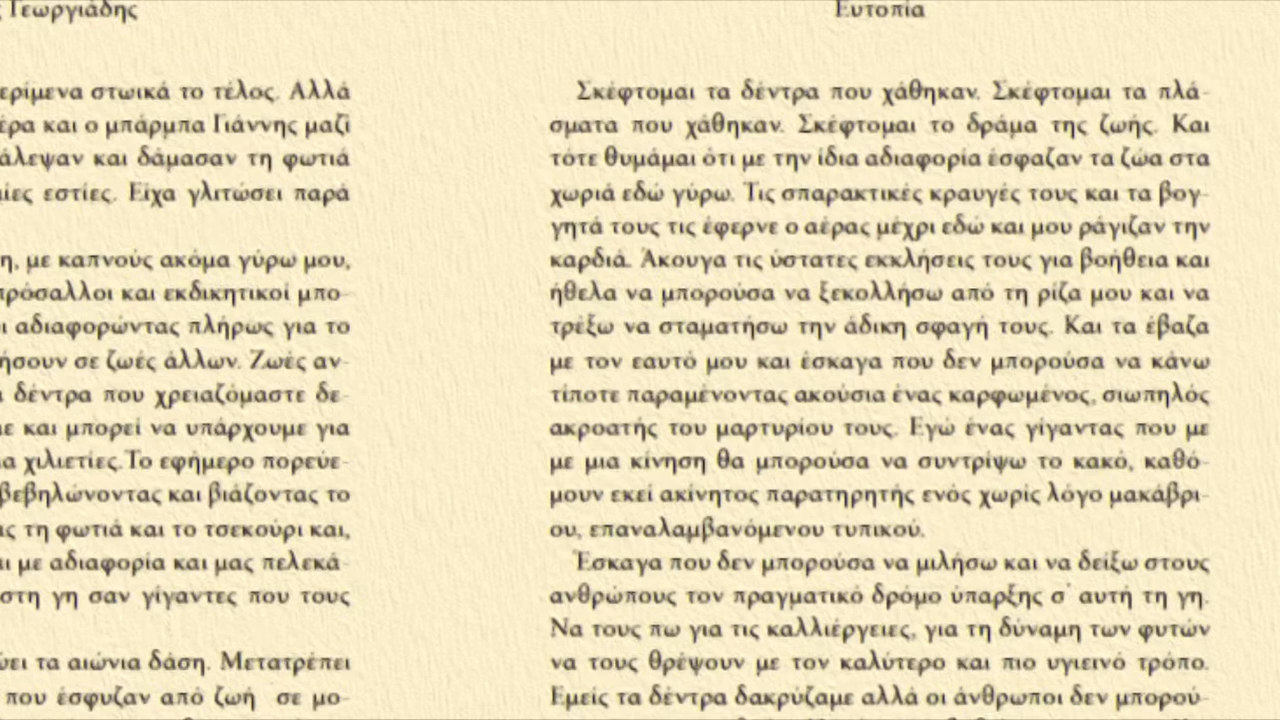 Γεωργιάδης
στωικά το τέλος. Αλλά
και ο μπάρμπα Γιάννης μαζί
και δάμασαν τη φωτιά
εστίες. Είχα γλιτώσει παρά
με καπνούς ακόμα γύρω μου,
και εκδικητικοί μπο-
αδιαφορώντας πλήρως για το
σε ζωές άλλων. Ζωές αν-
δέντρα που χρειαζόμαστε δε-
και μπορεί να υπάρχουμε για
χιλιετίες. Το εφήμερο πορεύε-
βεβηλώνοντας και βιάζοντας το
τη φωτιά και το τσεκούρι και,
με αδιαφορία και μας πελεκά-
στη γη σαν γίγαντες που τους
τα αιώνια δάση. Μετατρέπει
που έσφυζαν από ζωή σε μο-
Ευτοπία
Σκέφτομαι τα δέντρα που χάθηκαν. Σκέφτομαι τα πλά-
σματα που χάθηκαν. Σκέφτομαι το δράμα της ζωής. Και
τότε θυμάμαι ότι με την ίδια αδιαφορία έσφαζαν τα ζώα στα
χωριά εδώ γύρω. Τις σπαρακτικές κραυγές τους και τα βογ-
γητά τους τις έφερνε ο αέρας μέχρι εδώ και μου ράγιζαν την
καρδιά. Άκουγα τις ύστατες εκκλήσεις τους για βοήθεια και
ήθελα να μπορούσα να ξεκολλήσω από τη ρίζα μου και να
τρέξω να σταματήσω την άδικη σφαγή τους. Και τα έβαζα
με τον εαυτό μου και έσκαγα που δεν μπορούσα να κάνω
τίποτε παραμένοντας ακούσια ένας καρφωμένος, σιωπηλός
ακροατής του μαρτυρίου τους. Εγώ ένας γίγαντας που με
με μια κίνηση θα μπορούσα να συντρίψω το κακό, καθό-
μουν εκεί ακίνητος παρατηρητής ενός χωρίς λόγο μακάβρι-
ου, επαναλαμβανόμενου τυπικού.
Έσκαγα που δεν μπορούσα να μιλήσω και να δείξω στους
ανθρώπους τον πραγματικό δρόμο ύπαρξης σ' αυτή τη γη.
Να τους πω για τις καλλιέργειες, για τη δύναμη των φυτών
να τους θρέψουν με τον καλύτερο και πιο υγιεινό τρόπο.
Εμείς τα δέντρα δακρύζαμε αλλά οι άνθρωποι δεν μπορού-